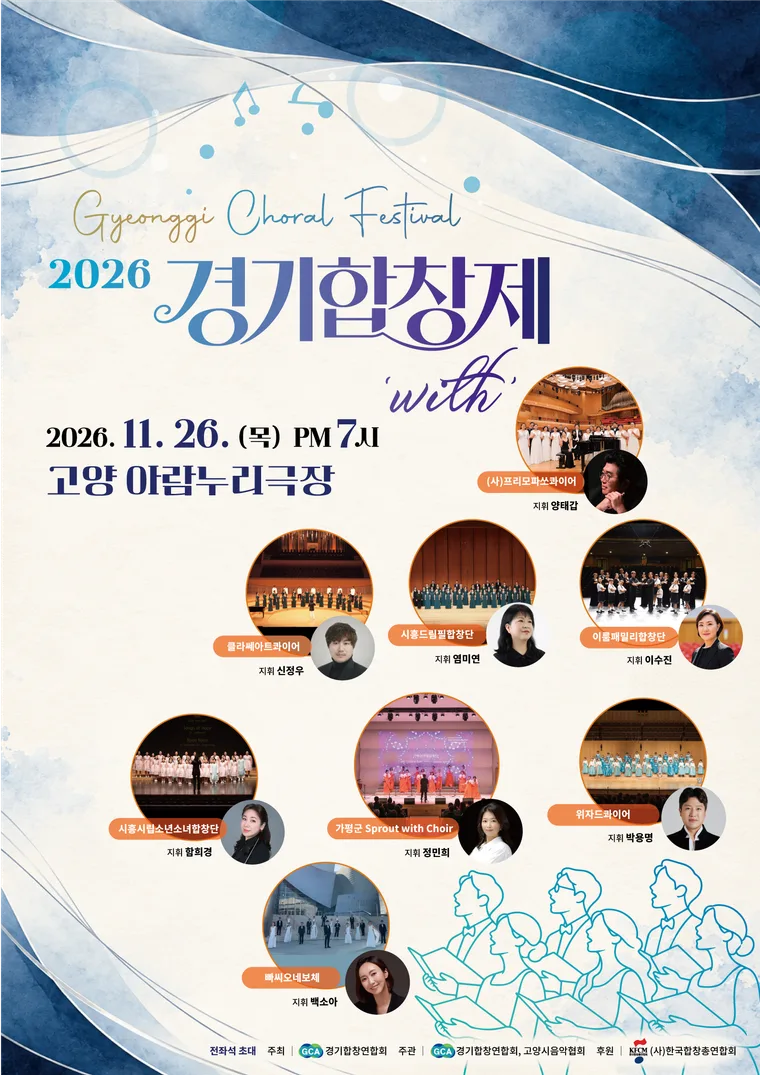 Gyeonggi Choral Festival
2026 경기합창제
'with'
2026. 11. 26. (목) PM 7시
고양 아람누리극장
(사)프리모파쏘콰이어
지휘 양태갑
콜라쎄아트콰이어
지휘 신정우
시흥드림필합창단
지휘 염미연
이룸패밀리합창단
지휘 이수진
시흥시립소년소녀합창단
지휘 함희경
가평군 Sprout with Choir
지휘 정민희
위자드콰이어
지휘 박용명
빠씨오네보체
지휘 백소아
전좌석 초대 주최 | GCA 경기합창연합회 주관 | GCA 경기합창연합회, 고양시음악협회 후원 | KFCM (사)한국합창총연합회